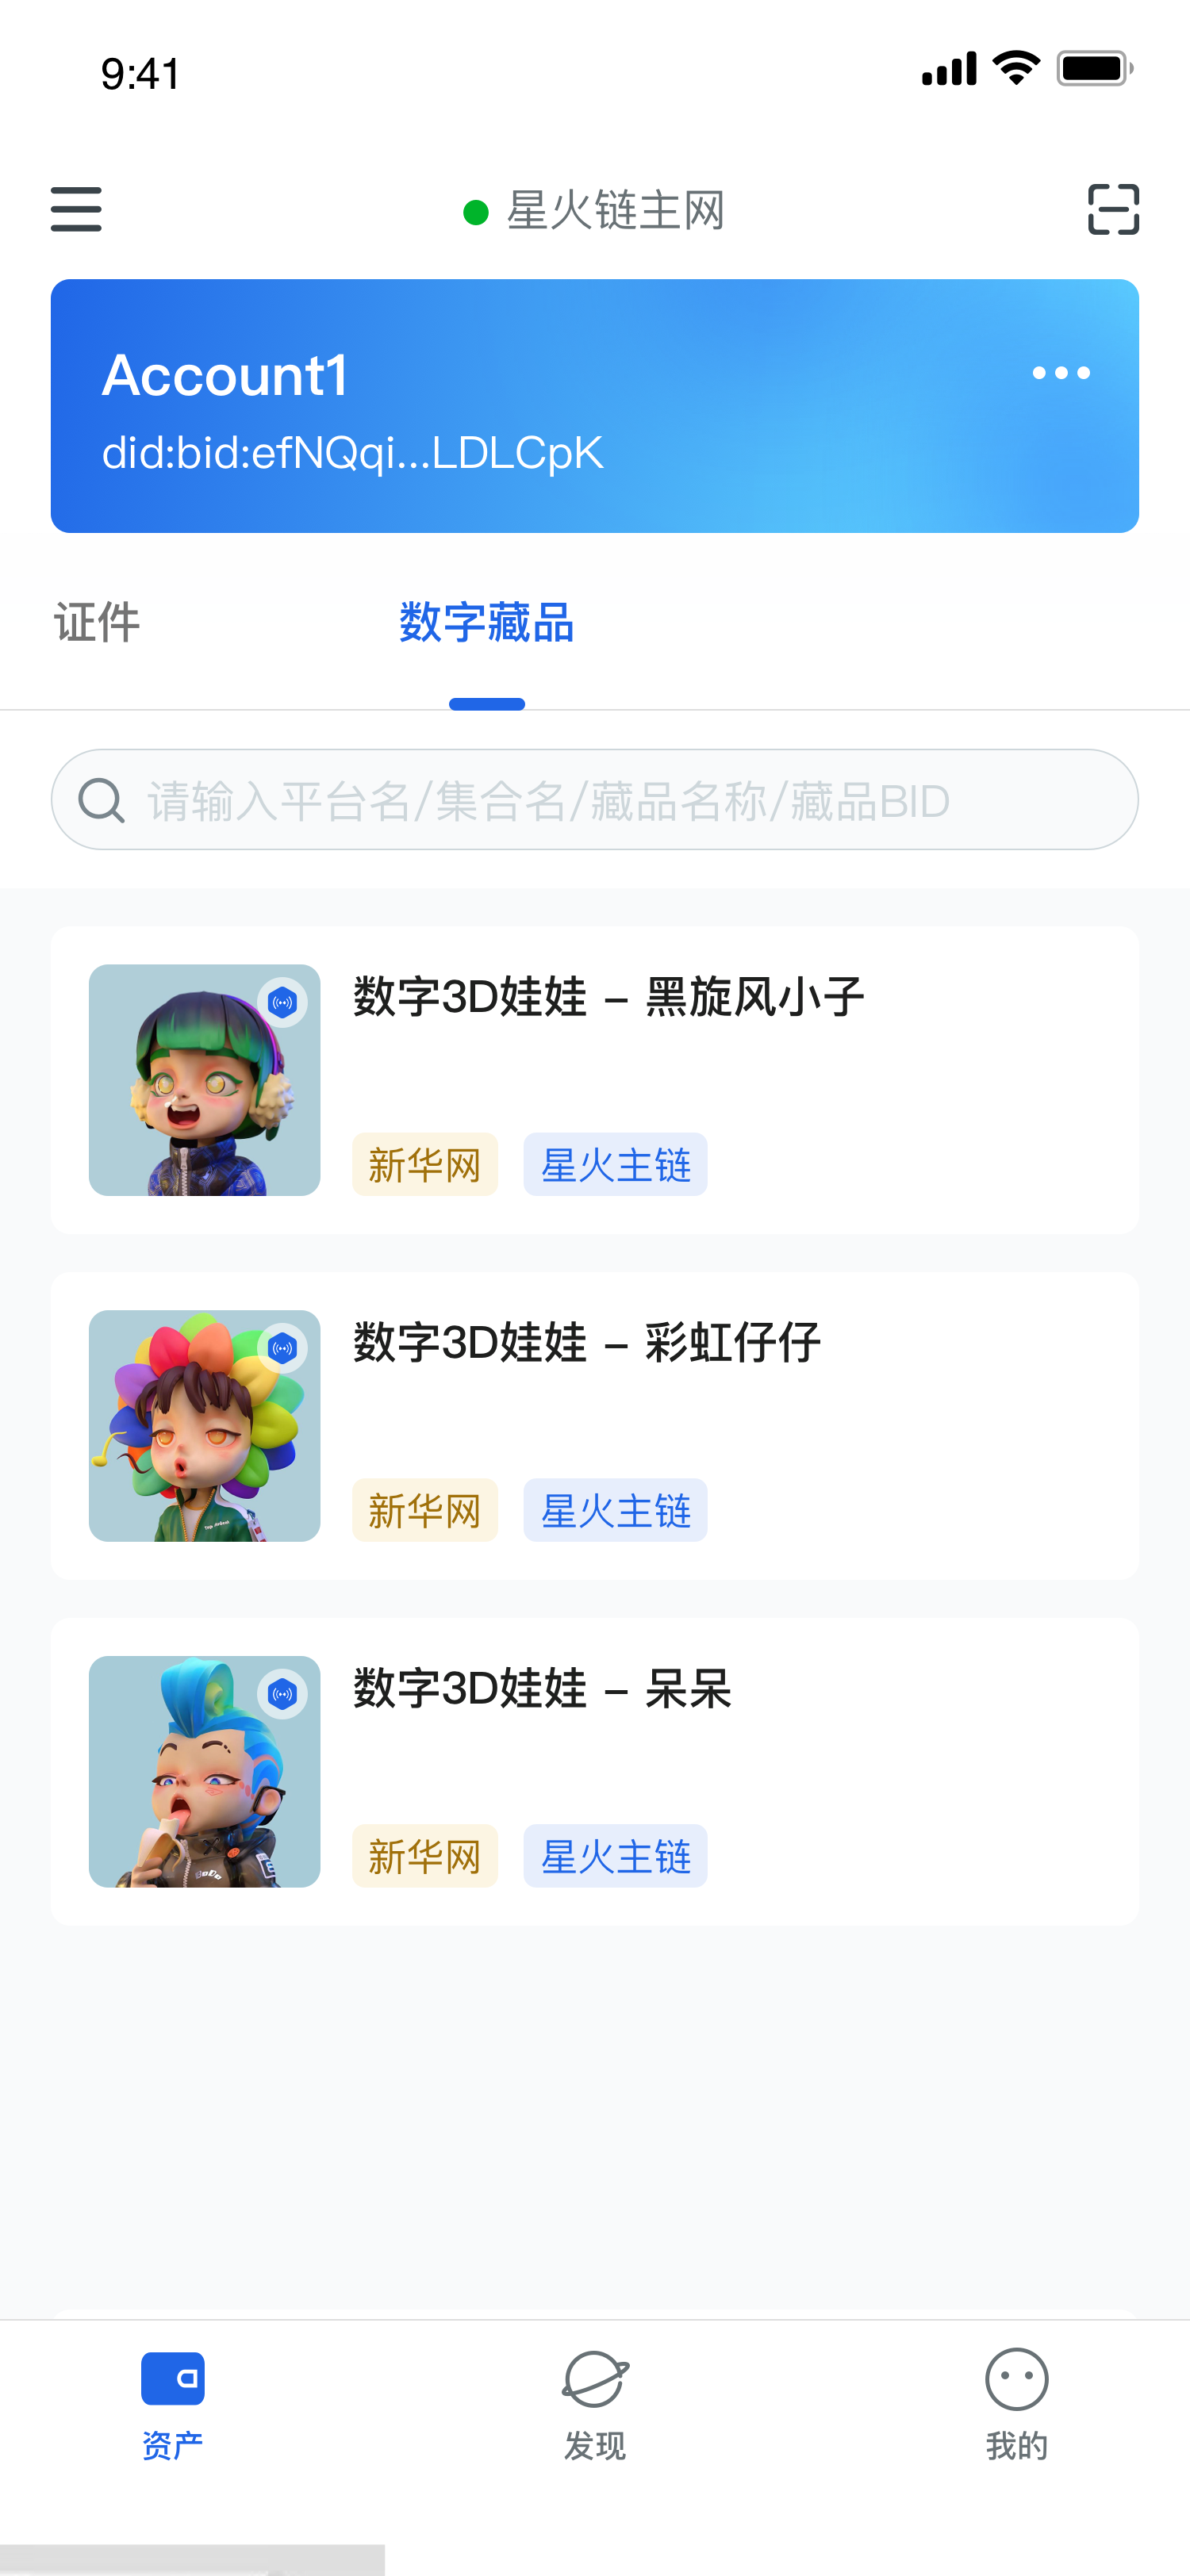 9:41
星火链主网
Account1
did:bid:efNQqi...LDLCpK
证件
数字藏品
请输入平台名/集合名/藏品名称/藏品BID
数字3D娃娃 – 黑旋风小子
新华网
星火主链
数字3D娃娃 – 彩虹仔仔
新华网
星火主链
数字3D娃娃 – 呆呆
新华网
星火主链
资产
发现
我的